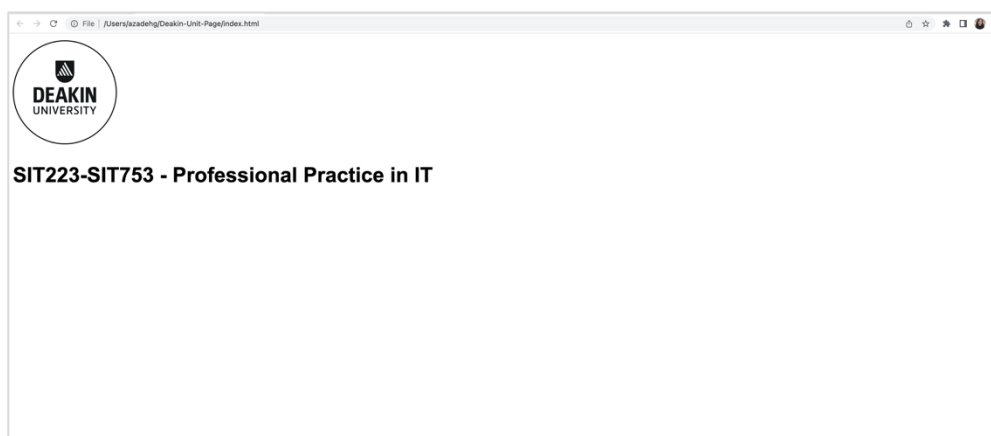 File | /Users/azadehg/Deakin-Unit-Page/index.html
DEAKIN
UNIVERSITY
SIT223-SIT753 - Professional Practice in IT